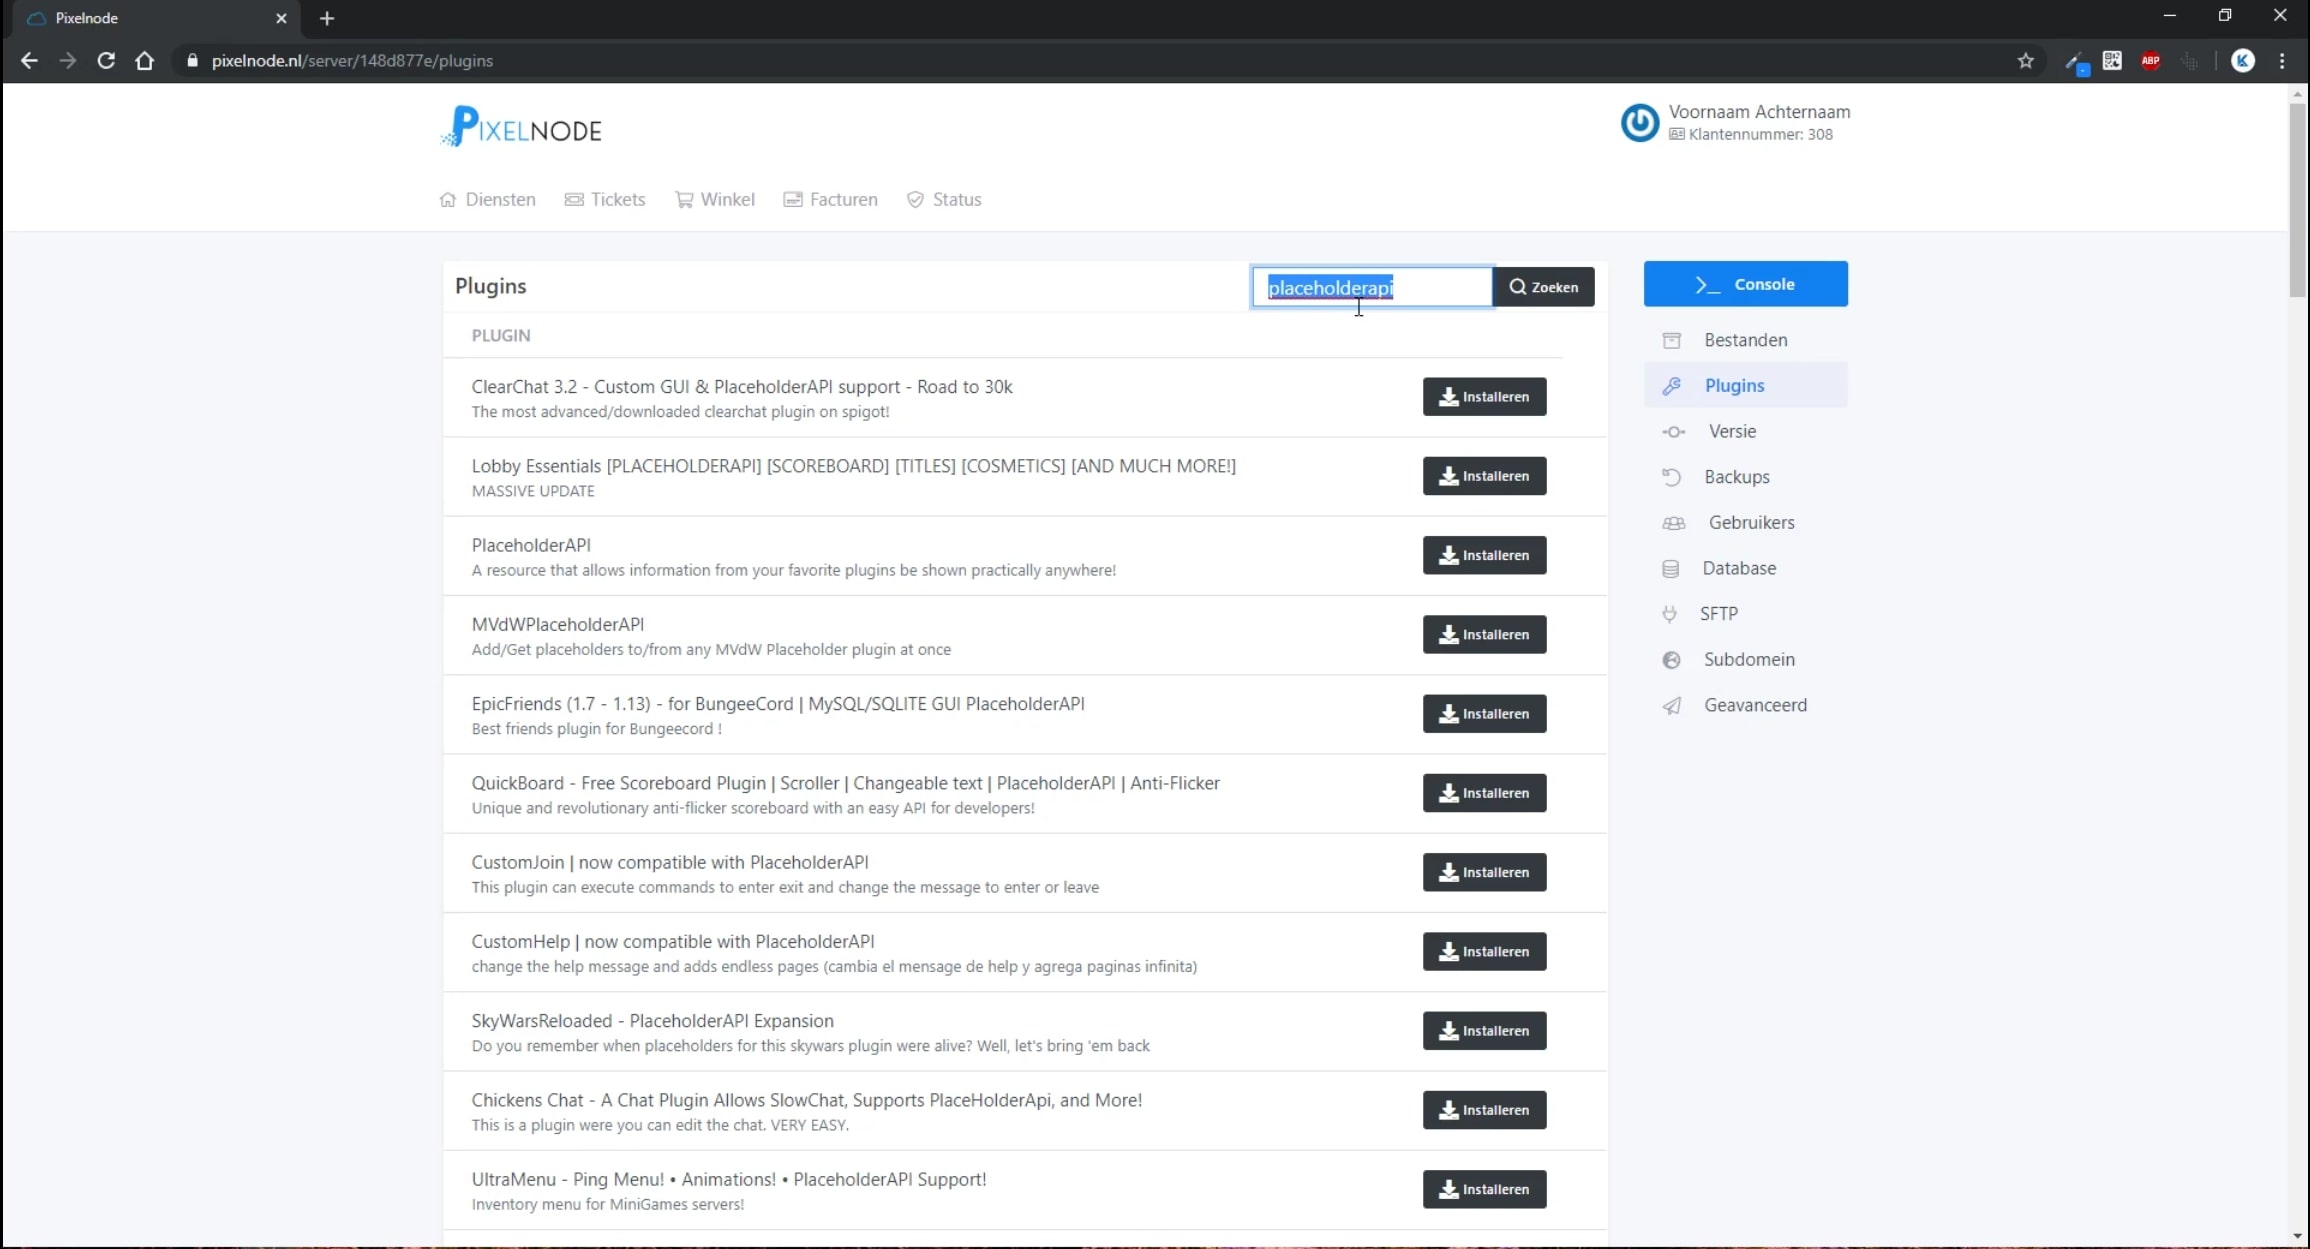 Pixelnode
pixelnode.nl/server/148d877e/plugins
ABP
K
PIXELNODE
Voornaam Achternaam
Klantennummer: 308
Diensten Tickets Winkel Facturen Status
Plugins
placeholderapi
Zoeken
>_ Console
PLUGIN
Bestanden
Plugins
Versie
Backups
Gebruikers
Database
SFTP
Subdomein
Geavanceerd
ClearChat 3.2 - Custom GUI & PlaceholderAPI support - Road to 30k
The most advanced/downloaded clearchat plugin on spigot!
Installeren
Lobby Essentials [PLACEHOLDERAPI] [SCOREBOARD] [TITLES] [COSMETICS] [AND MUCH MORE!]
MASSIVE UPDATE
Installeren
PlaceholderAPI
A resource that allows information from your favorite plugins be shown practically anywhere!
Installeren
MVdWPlaceholderAPI
Add/Get placeholders to/from any MVdW Placeholder plugin at once
Installeren
EpicFriends (1.7 - 1.13) - for BungeeCord | MySQL/SQLITE GUI PlaceholderAPI
Best friends plugin for Bungeecord !
Installeren
QuickBoard - Free Scoreboard Plugin | Scroller | Changeable text | PlaceholderAPI | Anti-Flicker
Unique and revolutionary anti-flicker scoreboard with an easy API for developers!
Installeren
CustomJoin | now compatible with PlaceholderAPI
This plugin can execute commands to enter exit and change the message to enter or leave
Installeren
CustomHelp | now compatible with PlaceholderAPI
change the help message and adds endless pages (cambia el mensage de help y agrega paginas infinita)
Installeren
SkyWarsReloaded - PlaceholderAPI Expansion
Do you remember when placeholders for this skywars plugin were alive? Well, let's bring 'em back
Installeren
Chickens Chat - A Chat Plugin Allows SlowChat, Supports PlaceHolderApi, and More!
This is a plugin were you can edit the chat. VERY EASY.
Installeren
UltraMenu - Ping Menu! • Animations! • PlaceholderAPI Support!
Inventory menu for MiniGames servers!
Installeren